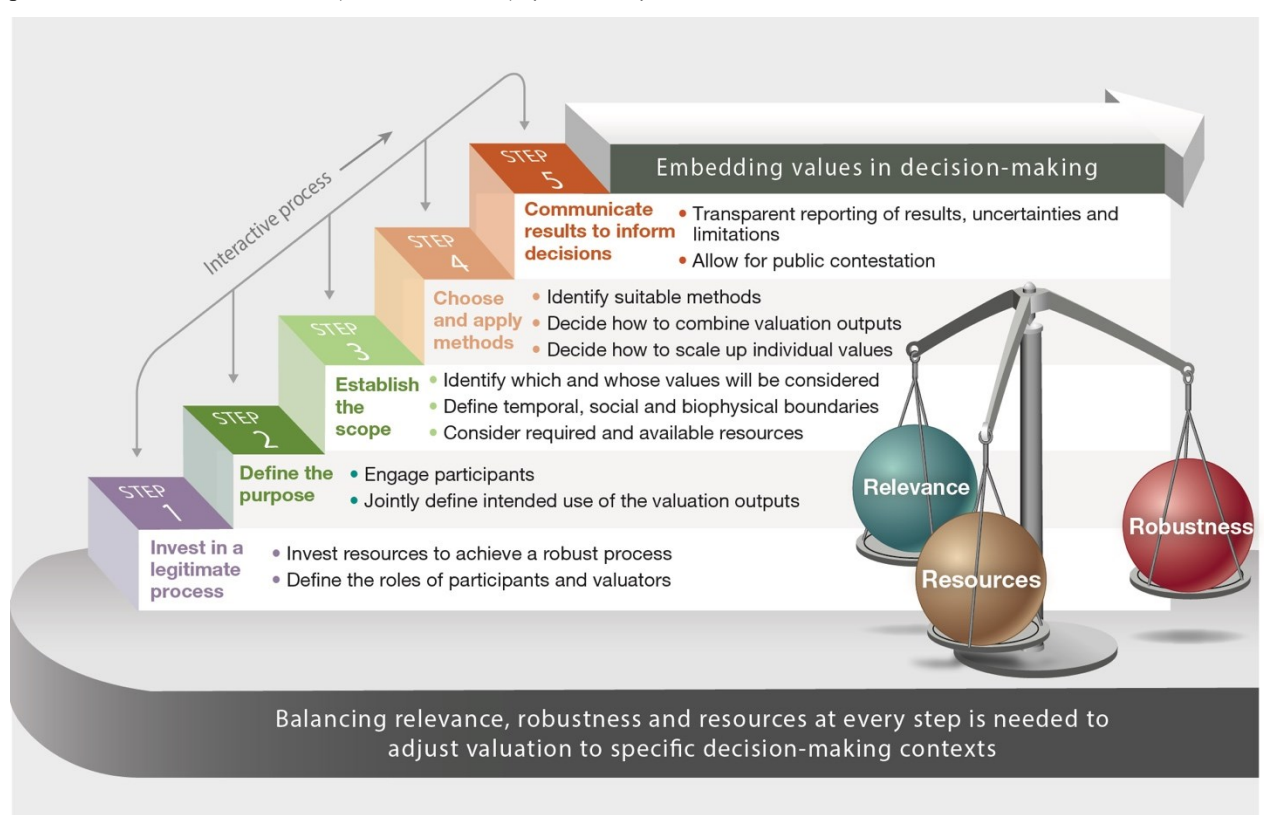 Interactive process
STEP
5
Embedding values in decision-making
Communicate
results to inform
decisions
• Transparent reporting of results, uncertainties and
limitations
• Allow for public contestation
STEP
4
Choose
and apply
methods
• Identify suitable methods
• Decide how to combine valuation outputs
• Decide how to scale up individual values
STEP
3
Establish
the
scope
• Identify which and whose values will be considered
• Define temporal, social and biophysical boundaries
• Consider required and available resources
STEP
2
Define the
purpose
• Engage participants
• Jointly define intended use of the valuation outputs
STEP
1
Invest in a
legitimate
process
• Invest resources to achieve a robust process
• Define the roles of participants and valuators
Relevance
Resources
Robustness
Balancing relevance, robustness and resources at every step is needed to
adjust valuation to specific decision-making contexts